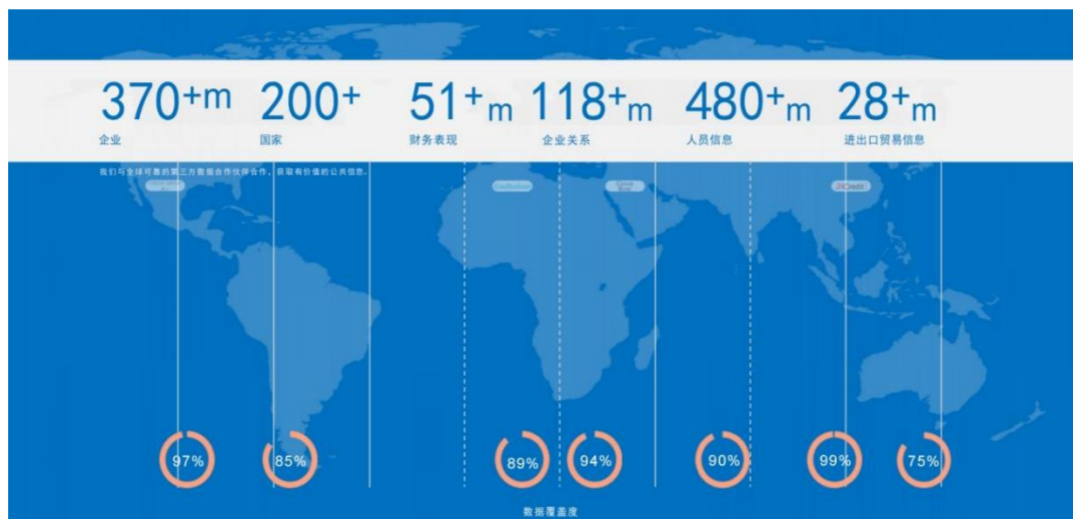 370+m 200+ 51+m 118+m 480+m 28+m
企业 国家 财务表现 企业关系 人员信息 进出口贸易信息
我们与全球可靠的第三方数据合作伙伴合作，获取有价值的公共信息。
97% 85% 89% 94% 90% 99% 75%
数据覆盖度